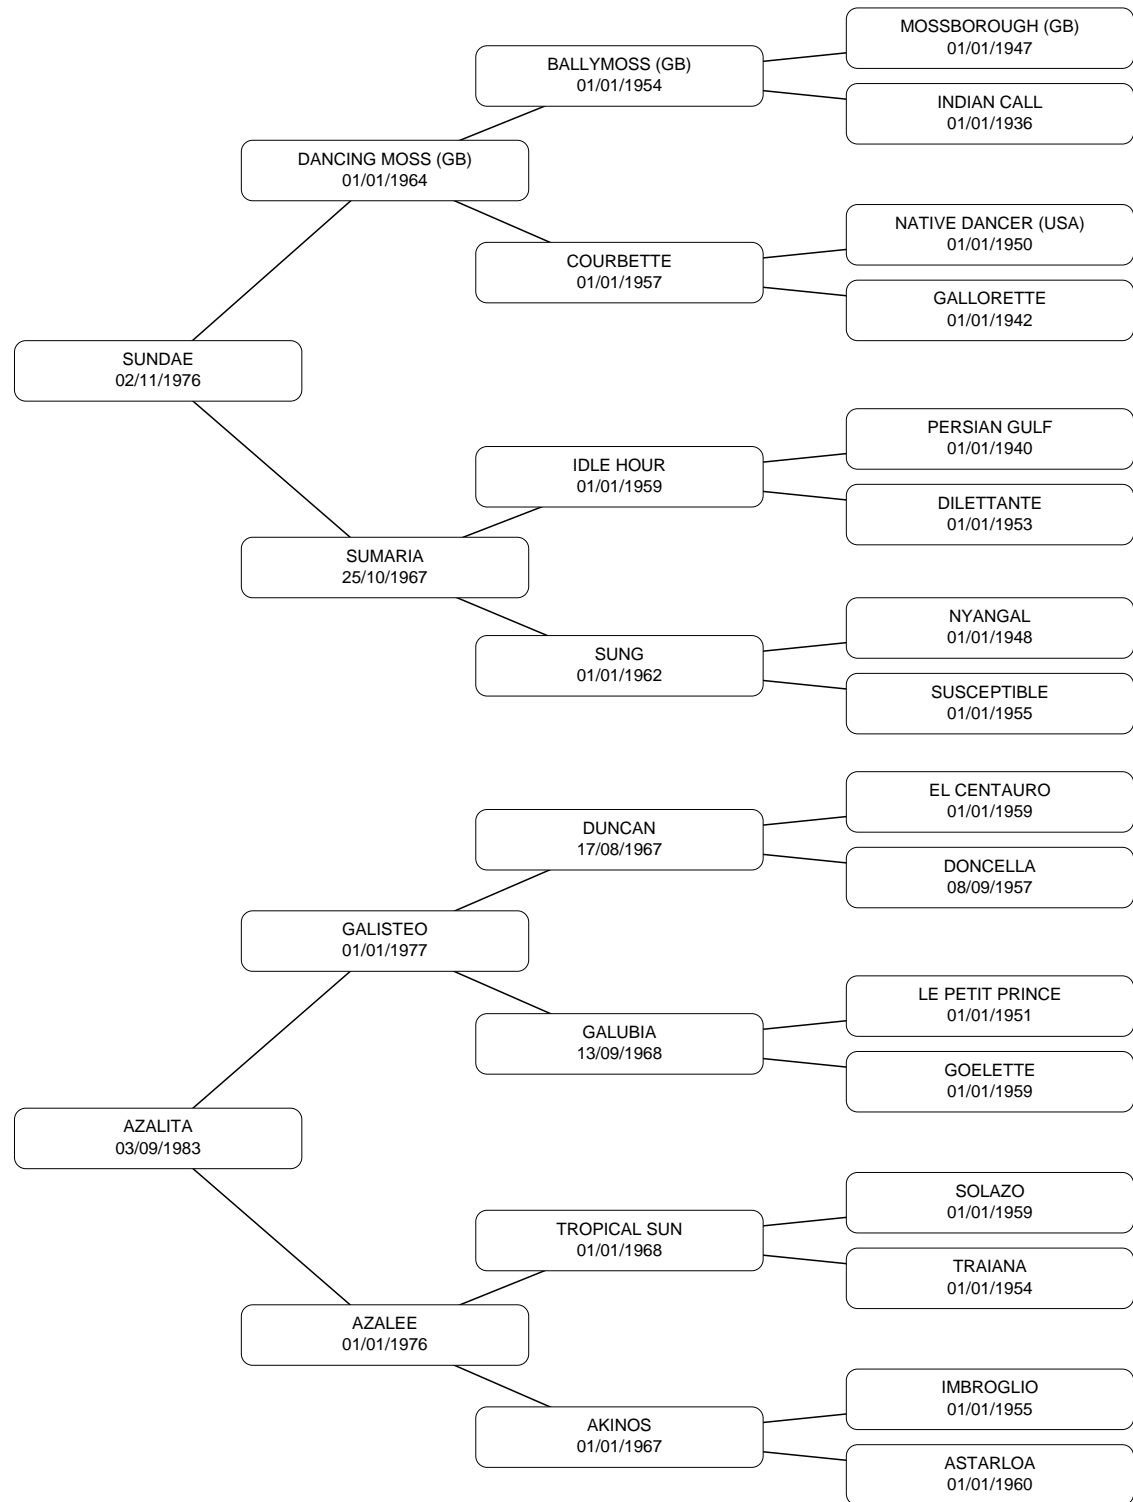 MOSSBOROUGH (GB)
01/01/1947
BALLYMOSS (GB)
01/01/1954
INDIAN CALL
01/01/1936
DANCING MOSS (GB)
01/01/1964
NATIVE DANCER (USA)
01/01/1950
COURBETTE
01/01/1957
GALLORETTE
01/01/1942
SUNDAE
02/11/1976
PERSIAN GULF
01/01/1940
IDLE HOUR
01/01/1959
DILETTANTE
01/01/1953
SUMARIA
25/10/1967
NYANGAL
01/01/1948
SUNG
01/01/1962
SUSCEPTIBLE
01/01/1955
EL CENTAURO
01/01/1959
DUNCAN
17/08/1967
DONCELLA
08/09/1957
GALISTEO
01/01/1977
LE PETIT PRINCE
01/01/1951
GALUBIA
13/09/1968
GOELETTE
01/01/1959
AZALITA
03/09/1983
SOLAZO
01/01/1959
TROPICAL SUN
01/01/1968
TRAIANA
01/01/1954
AZALEE
01/01/1976
IMBROGLIO
01/01/1955
AKINOS
01/01/1967
ASTARLOA
01/01/1960